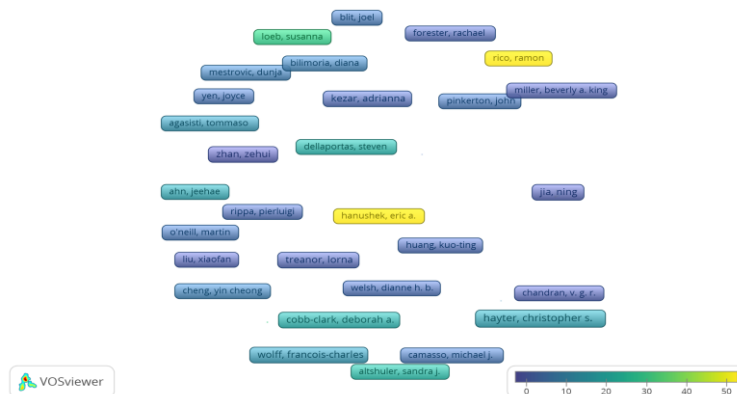 blit, joel
forester, rachael
loeb, susanna
rico, ramon
bilimoria, diana
mestrovic, dunja
miller, beverly a. king
yen, joyce
kezar, adrianna
pinkerton, john
agasisti, tommaso
dellaportas, steven
zhan, zehui
ahn, jeehae
jia, ning
rippa, pierluigi
hanushek, eric a.
o'neill, martin
huang, kuo-ting
liu, xiaofan
treanor, lorna
welsh, dianne h. b.
cheng, yin cheong
chandran, v. g. r.
cobb-clark, deborah a.
hayter, christopher s.
wolff, francois-charles
camasso, michael j.
altshuler, sandra j.
VOSviewer
0 10 20 30 40 50